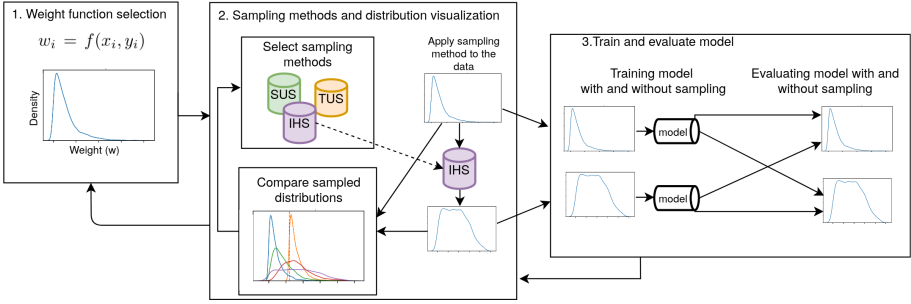 1. Weight function selection
w_i = f(x_i, y_i)
Density
Weight (w)
2. Sampling methods and distribution visualization
Select sampling
methods
SUS
TUS
IHS
Apply sampling
method to the
data
IHS
Compare sampled
distributions
3.Train and evaluate model
Training model
with and without sampling
Evaluating model with and
without sampling
model
model